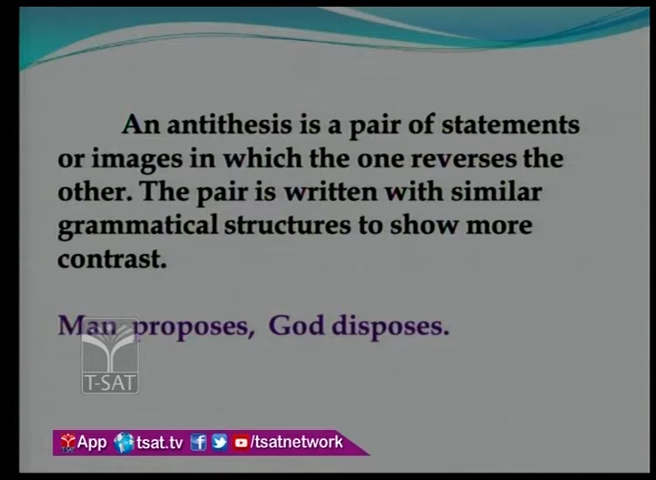 An antithesis is a pair of statements
or images in which the one reverses the
other. The pair is written with similar
grammatical structures to show more
contrast.
Man proposes, God disposes.
T-SAT
App tsat.tv /tsatnetwork